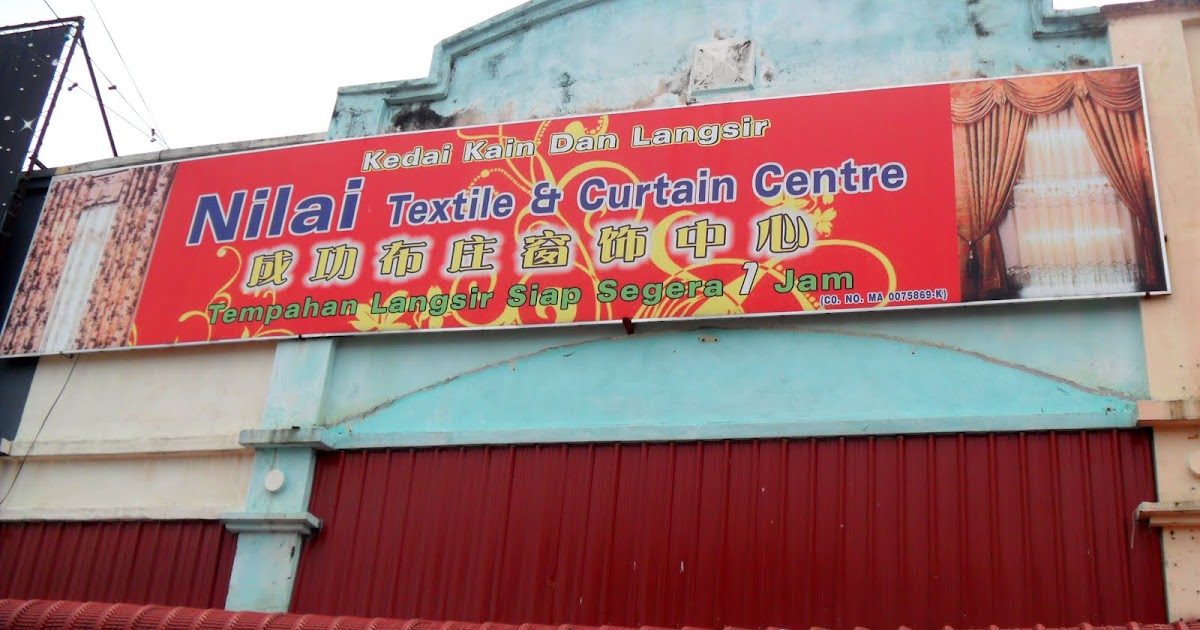 Kedai Kain Dan Langsir
Nilai Textile & Curtain Centre
成功布庄窗饰中心
Tempahan Langsir Siap Segera 1 Jam
(CO. NO. MA 0075869-K)